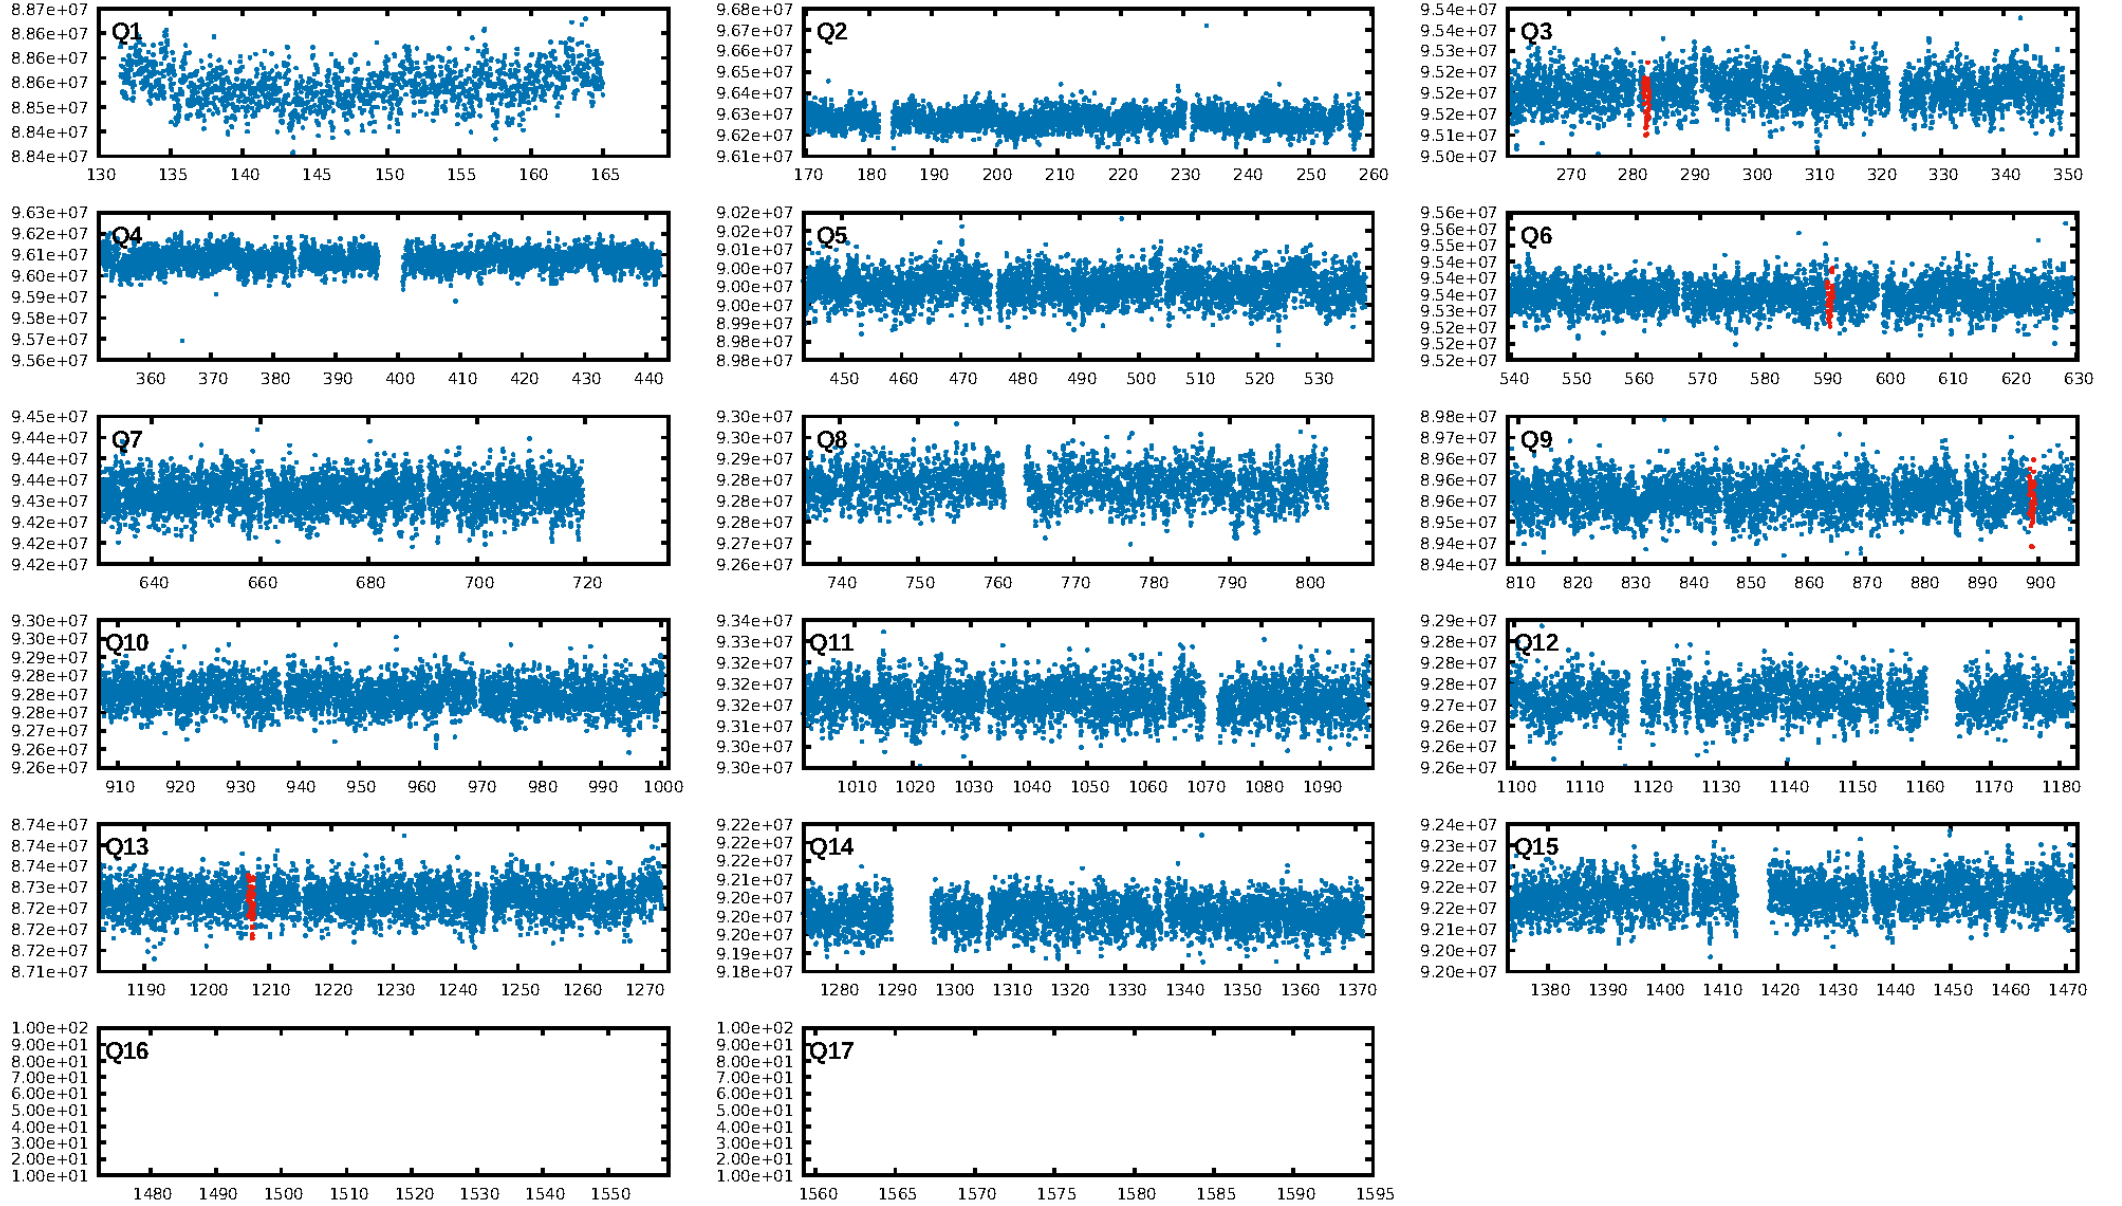 Q1
8.87e+07
8.86e+07
8.86e+07
8.85e+07
8.84e+07
8.84e+07
130 135 140 145 150 155 160 165
Q2
9.68e+07
9.67e+07
9.66e+07
9.65e+07
9.64e+07
9.63e+07
9.62e+07
9.61e+07
170 180 190 200 210 220 230 240 250 260
Q3
9.54e+07
9.54e+07
9.53e+07
9.52e+07
9.52e+07
9.52e+07
9.51e+07
9.50e+07
270 280 290 300 310 320 330 340 350
Q4
9.63e+07
9.62e+07
9.61e+07
9.60e+07
9.59e+07
9.58e+07
9.57e+07
9.56e+07
360 370 380 390 400 410 420 430 440
Q5
9.02e+07
9.02e+07
9.01e+07
9.00e+07
9.00e+07
9.00e+07
8.99e+07
8.98e+07
8.98e+07
450 460 470 480 490 500 510 520 530
Q6
9.56e+07
9.56e+07
9.55e+07
9.54e+07
9.54e+07
9.54e+07
9.53e+07
9.52e+07
9.52e+07
9.52e+07
540 550 560 570 580 590 600 610 620 630
Q7
9.45e+07
9.44e+07
9.44e+07
9.44e+07
9.43e+07
9.42e+07
9.42e+07
9.42e+07
640 660 680 700 720
Q8
9.30e+07
9.30e+07
9.29e+07
9.28e+07
9.28e+07
9.27e+07
9.26e+07
740 750 760 770 780 790 800
Q9
8.98e+07
8.97e+07
8.96e+07
8.96e+07
8.95e+07
8.94e+07
8.94e+07
810 820 830 840 850 860 870 880 890 900
Q10
9.30e+07
9.30e+07
9.29e+07
9.28e+07
9.28e+07
9.28e+07
9.27e+07
9.26e+07
9.26e+07
910 920 930 940 950 960 970 980 990 1000
Q11
9.34e+07
9.33e+07
9.32e+07
9.32e+07
9.32e+07
9.31e+07
9.30e+07
9.30e+07
1010 1020 1030 1040 1050 1060 1070 1080 1090
Q12
9.29e+07
9.28e+07
9.28e+07
9.28e+07
9.27e+07
9.26e+07
9.26e+07
9.26e+07
1100 1110 1120 1130 1140 1150 1160 1170 1180
Q13
8.74e+07
8.74e+07
8.74e+07
8.73e+07
8.72e+07
8.72e+07
8.72e+07
8.71e+07
1190 1200 1210 1220 1230 1240 1250 1260 1270
Q14
9.22e+07
9.22e+07
9.22e+07
9.21e+07
9.20e+07
9.20e+07
9.20e+07
9.19e+07
9.18e+07
1280 1290 1300 1310 1320 1330 1340 1350 1360 1370
Q15
9.24e+07
9.23e+07
9.22e+07
9.22e+07
9.22e+07
9.21e+07
9.20e+07
9.20e+07
1380 1390 1400 1410 1420 1430 1440 1450 1460 1470
Q16
1.00e+02
9.00e+01
8.00e+01
7.00e+01
6.00e+01
5.00e+01
4.00e+01
3.00e+01
2.00e+01
1.00e+01
1480 1490 1500 1510 1520 1530 1540 1550
Q17
1.00e+02
9.00e+01
8.00e+01
7.00e+01
6.00e+01
5.00e+01
4.00e+01
3.00e+01
2.00e+01
1.00e+01
1560 1565 1570 1575 1580 1585 1590 1595